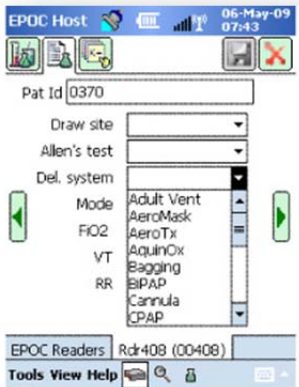 EPOC Host 06-May-09
07:43
Pat Id 0370
Draw site
Allen's test
Del. system
Mode Adult Vent
AeroMask
FiO2 AeroTx
AquinOx
VT Bagging
BiPAP
RR Cannula
CPAP
EPOC Readers Rdr408 (00408)
Tools View Help